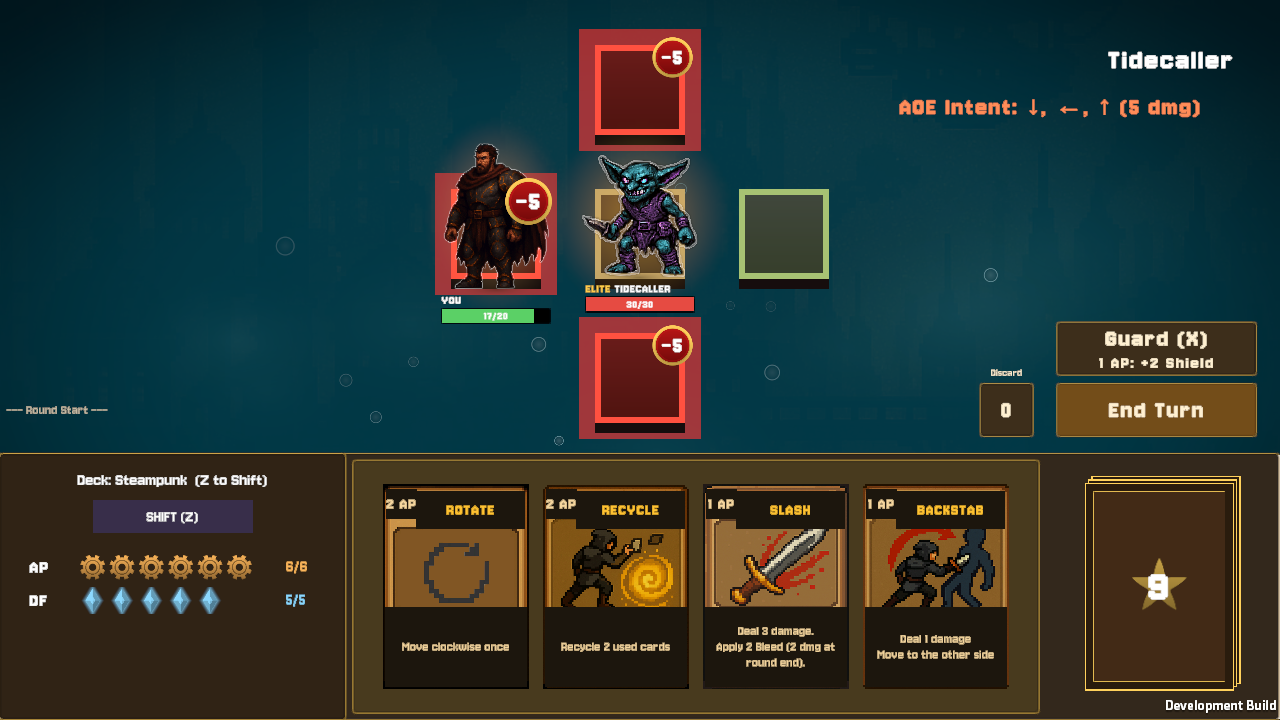 Tidecaller
AOE Intent: ↓, ←, ↑ (5 dmg)
-5
-5
-5
YOU
17/20
ELITE TIDECALLER
30/30
--- Round Start ---
Discard
0
Guard (X)
1 AP: +2 Shield
End Turn
Deck: Steampunk (Z to Shift)
SHIFT (Z)
AP 6/6
DF 5/5
2 AP ROTATE
Move clockwise once
2 AP RECYCLE
Recycle 2 used cards
1 AP SLASH
Deal 3 damage.
Apply 2 Bleed (2 dmg at
round end).
1 AP BACKSTAB
Deal 1 damage
Move to the other side
9
Development Build